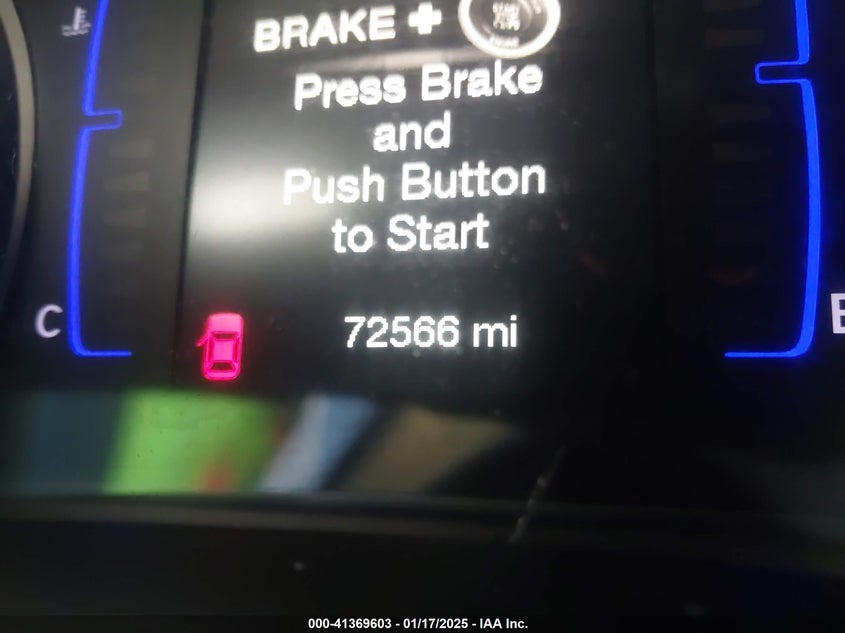 BRAKE +
Press Brake
and
Push Button
to Start
C
E
72566 mi
000-41369603 - 01/17/2025 - IAA Inc.